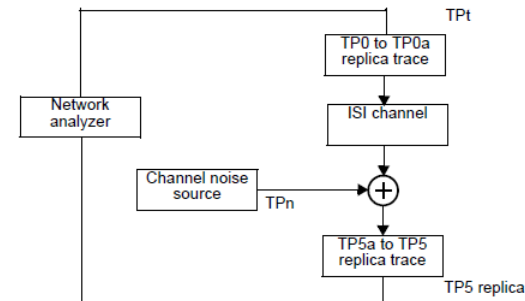 TPt
TP0 to TP0a
replica trace
Network
analyzer
ISI channel
Channel noise
source
TPn
TP5a to TP5
replica trace
TP5 replica